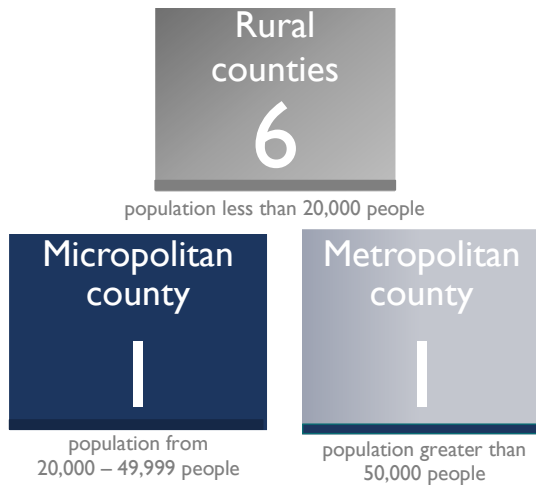 Rural
counties
6
population less than 20,000 people
Micropolitan
county
1
population from
20,000 – 49,999 people
Metropolitan
county
1
population greater than
50,000 people